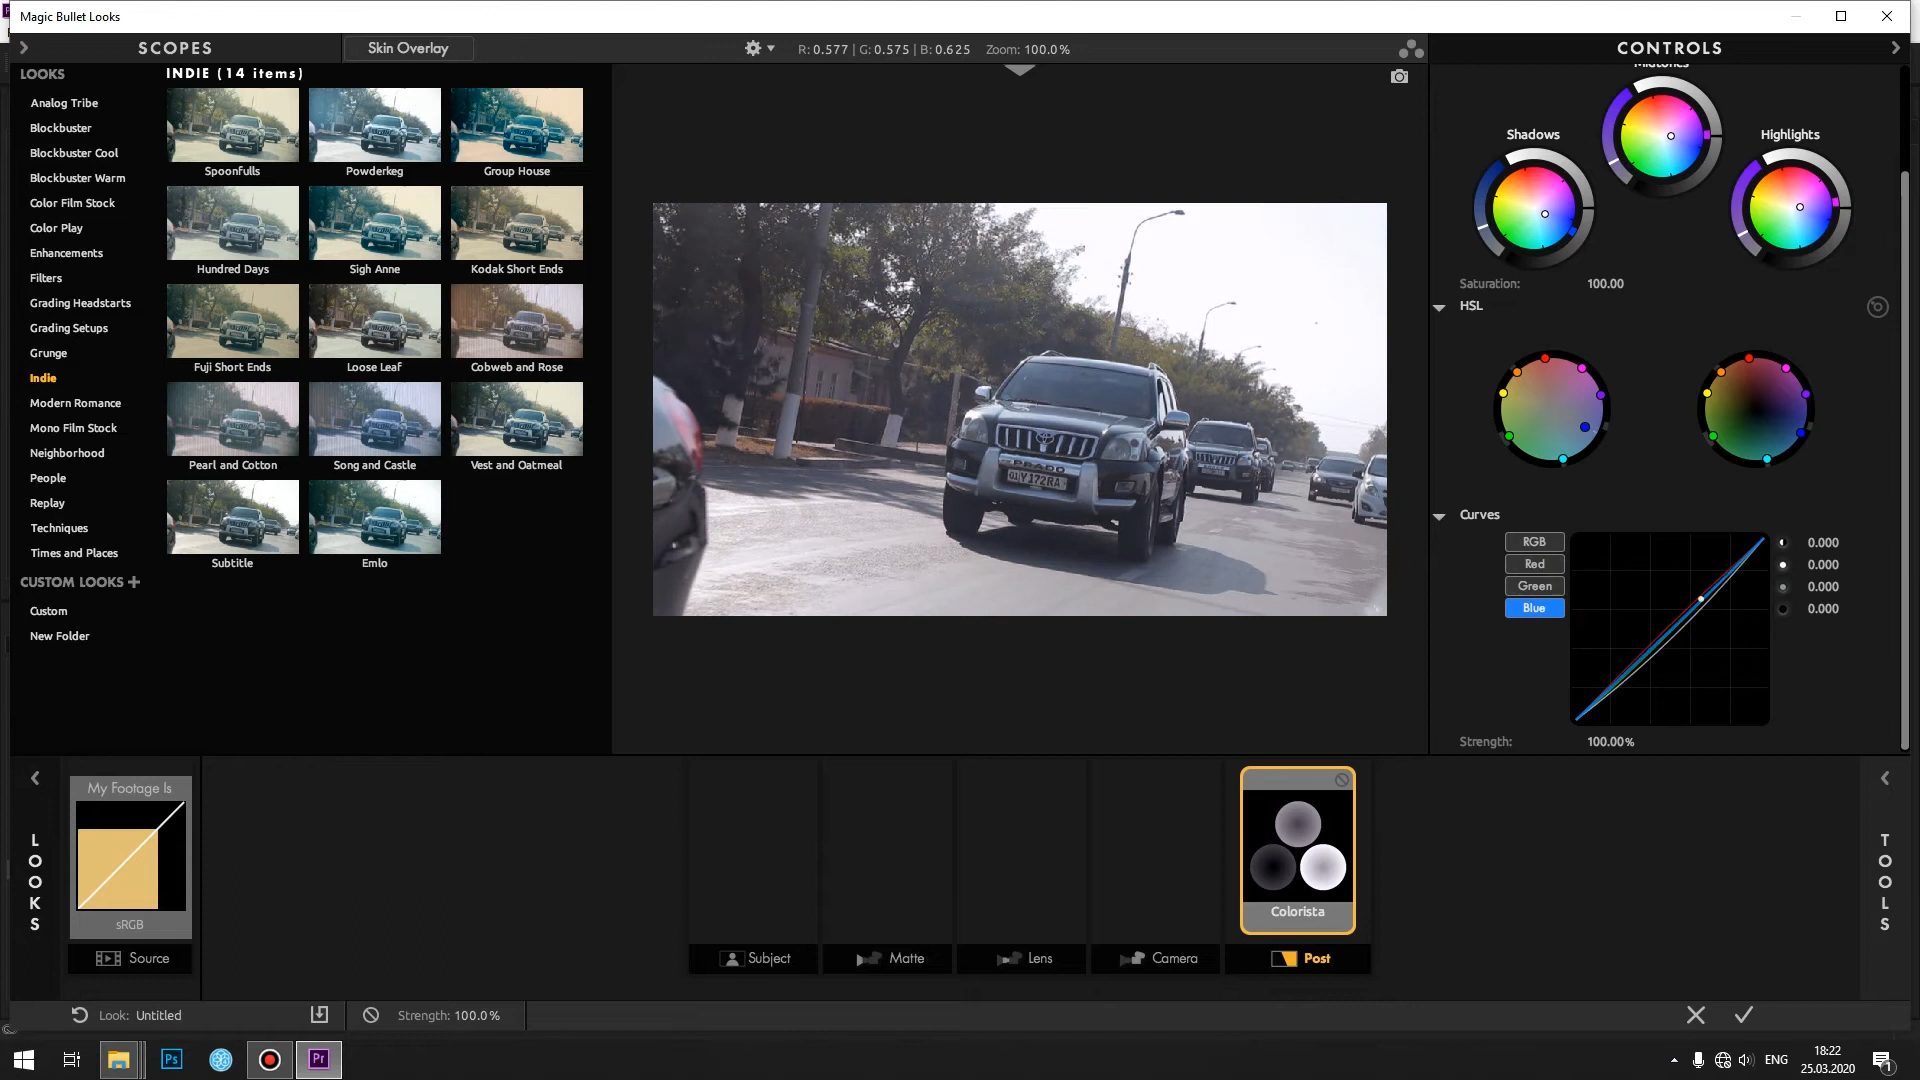 Magic Bullet Looks
SCOPES
Skin Overlay
R: 0.577 | G: 0.575 | B: 0.625 Zoom: 100.0%
CONTROLS
LOOKS
Analog Tribe
Blockbuster
Blockbuster Cool
Blockbuster Warm
Color Film Stock
Color Play
Enhancements
Filters
Grading Headstarts
Grading Setups
Grunge
Indie
Modern Romance
Mono Film Stock
Neighborhood
People
Replay
Techniques
Times and Places
CUSTOM LOOKS +
Custom
New Folder
INDIE (14 items)
Spoonfulls
Powderkeg
Group House
Hundred Days
Sigh Anne
Kodak Short Ends
Fuji Short Ends
Loose Leaf
Cobweb and Rose
Pearl and Cotton
Song and Castle
Vest and Oatmeal
Subtitle
Emlo
PRADO
01 Y172RA
Midtones
Shadows
Highlights
Saturation: 100.00
HSL
Curves
RGB
Red
Green
Blue
0.000
0.000
0.000
0.000
Strength: 100.00%
LOOKS
My Footage Is
sRGB
Source
Subject
Matte
Lens
Camera
Colorista
Post
TOOLS
Look: Untitled
Strength: 100.0%
Ps
Pr
ENG
18:22
25.03.2020
1